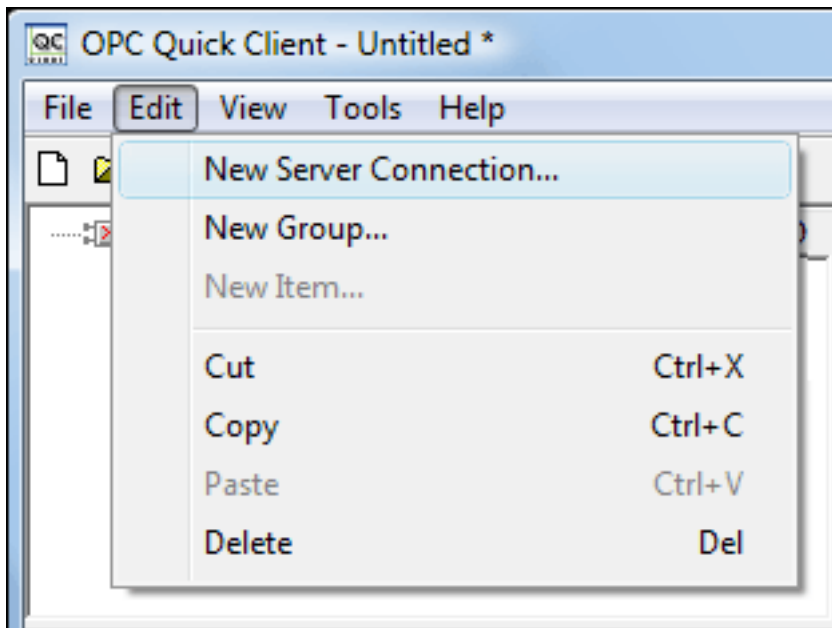 QC OPC Quick Client - Untitled *
File Edit View Tools Help
New Server Connection...
New Group...
New Item...
Cut Ctrl+X
Copy Ctrl+C
Paste Ctrl+V
Delete Del